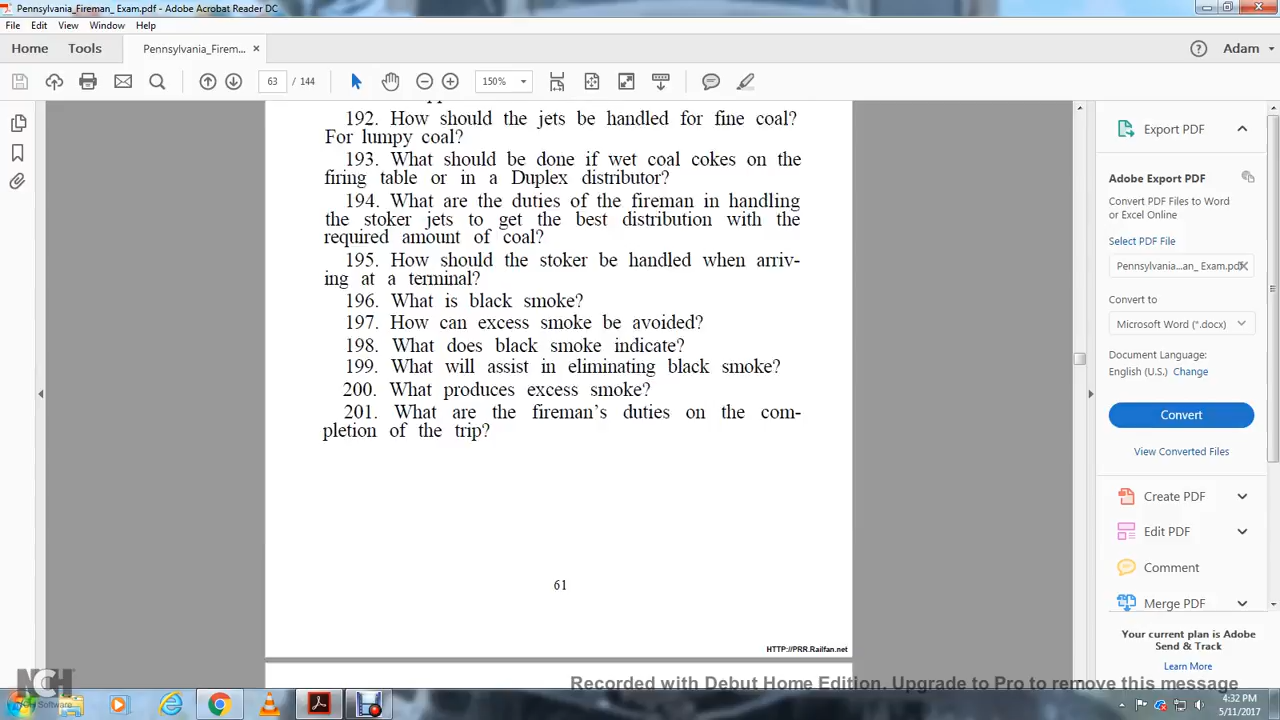 Pennsylvania_Fireman_ Exam.pdf - Adobe Acrobat Reader DC
File Edit View Window Help
Home Tools Pennsylvania_Firem... × Adam
63 / 144 150%
192. How should the jets be handled for fine coal?
For lumpy coal?
193. What should be done if wet coal cokes on the
firing table or in a Duplex distributor?
194. What are the duties of the fireman in handling
the stoker jets to get the best distribution with the
required amount of coal?
195. How should the stoker be handled when arriv-
ing at a terminal?
196. What is black smoke?
197. How can excess smoke be avoided?
198. What does black smoke indicate?
199. What will assist in eliminating black smoke?
200. What produces excess smoke?
201. What are the fireman's duties on the com-
pletion of the trip?
61
HTTP://PRR.Railfan.net
Export PDF
Adobe Export PDF
Convert PDF Files to Word
or Excel Online
Select PDF File
Pennsylvania...an_ Exam.pdf
Convert to
Microsoft Word (*.docx)
Document Language:
English (U.S.) Change
Convert
View Converted Files
Create PDF
Edit PDF
Comment
Merge PDF
Your current plan is Adobe
Send & Track
Learn More
Recorded with Debut Home Edition. Upgrade to Pro to remove this message
NCH Software
4:32 PM
5/11/2017